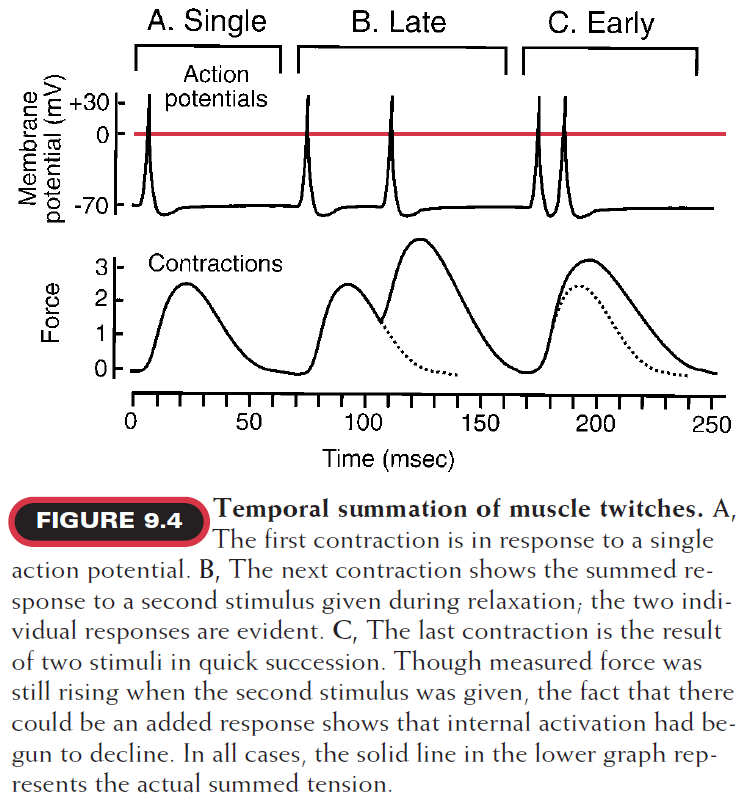 A. Single B. Late C. Early
Action
potentials
Membrane
potential (mV)
+30
0
-70
Contractions
Force
3
2
1
0
0 50 100 150 200 250
Time (msec)
FIGURE 9.4
Temporal summation of muscle twitches. A,
The first contraction is in response to a single
action potential. B, The next contraction shows the summed re-
sponse to a second stimulus given during relaxation; the two indi-
vidual responses are evident. C, The last contraction is the result
of two stimuli in quick succession. Though measured force was
still rising when the second stimulus was given, the fact that there
could be an added response shows that internal activation had be-
gun to decline. In all cases, the solid line in the lower graph rep-
resents the actual summed tension.